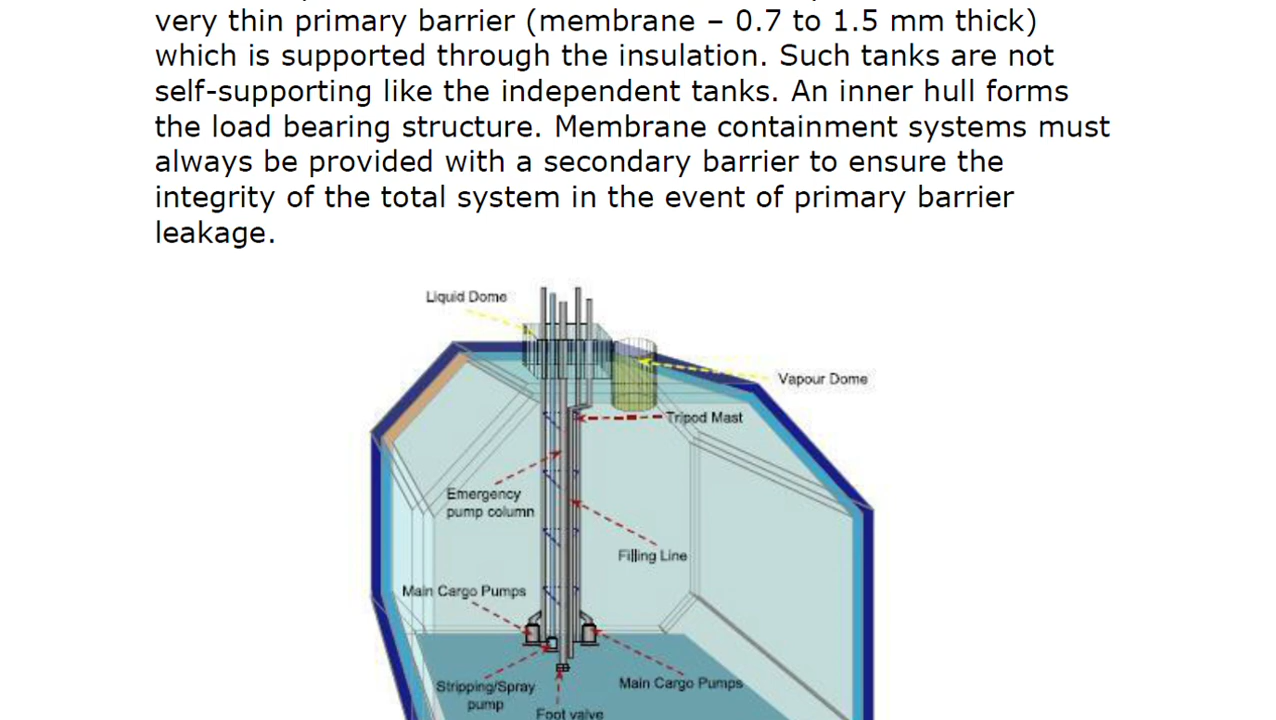 very thin primary barrier (membrane – 0.7 to 1.5 mm thick)
which is supported through the insulation. Such tanks are not
self-supporting like the independent tanks. An inner hull forms
the load bearing structure. Membrane containment systems must
always be provided with a secondary barrier to ensure the
integrity of the total system in the event of primary barrier
leakage.
Liquid Dome
Vapour Dome
Tripod Mast
Emergency
pump column
Filling Line
Main Cargo Pumps
Stripping/Spray
pump
Main Cargo Pumps
Foot valve